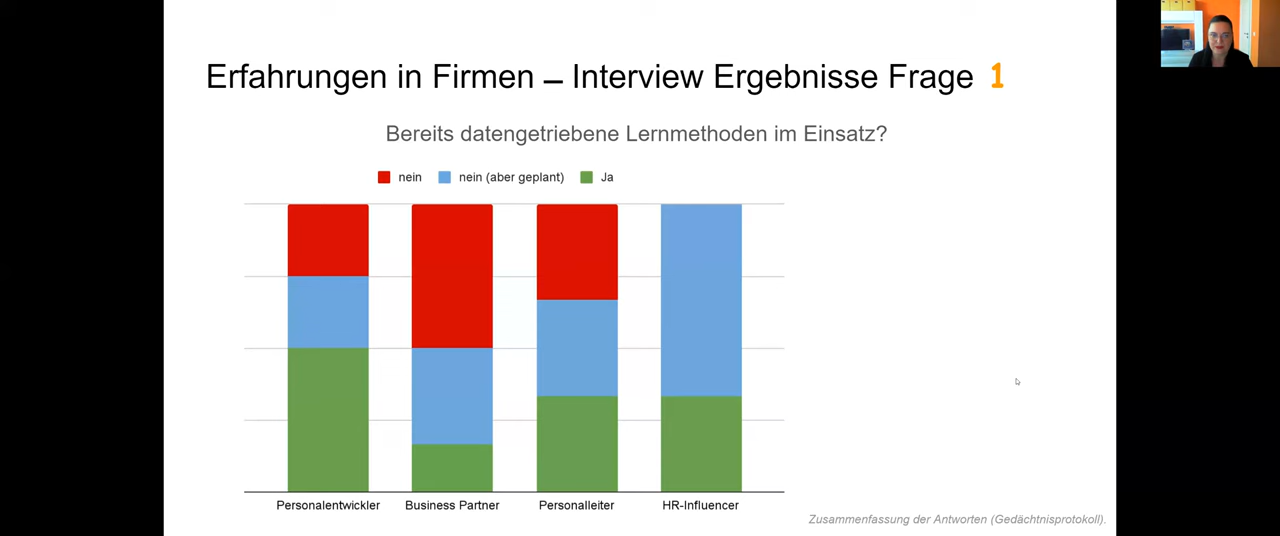 Erfahrungen in Firmen – Interview Ergebnisse Frage 1
Bereits datengetriebene Lernmethoden im Einsatz?
nein nein (aber geplant) Ja
Personalentwickler Business Partner Personalleiter HR-Influencer
Zusammenfassung der Antworten (Gedächtnisprotokoll).